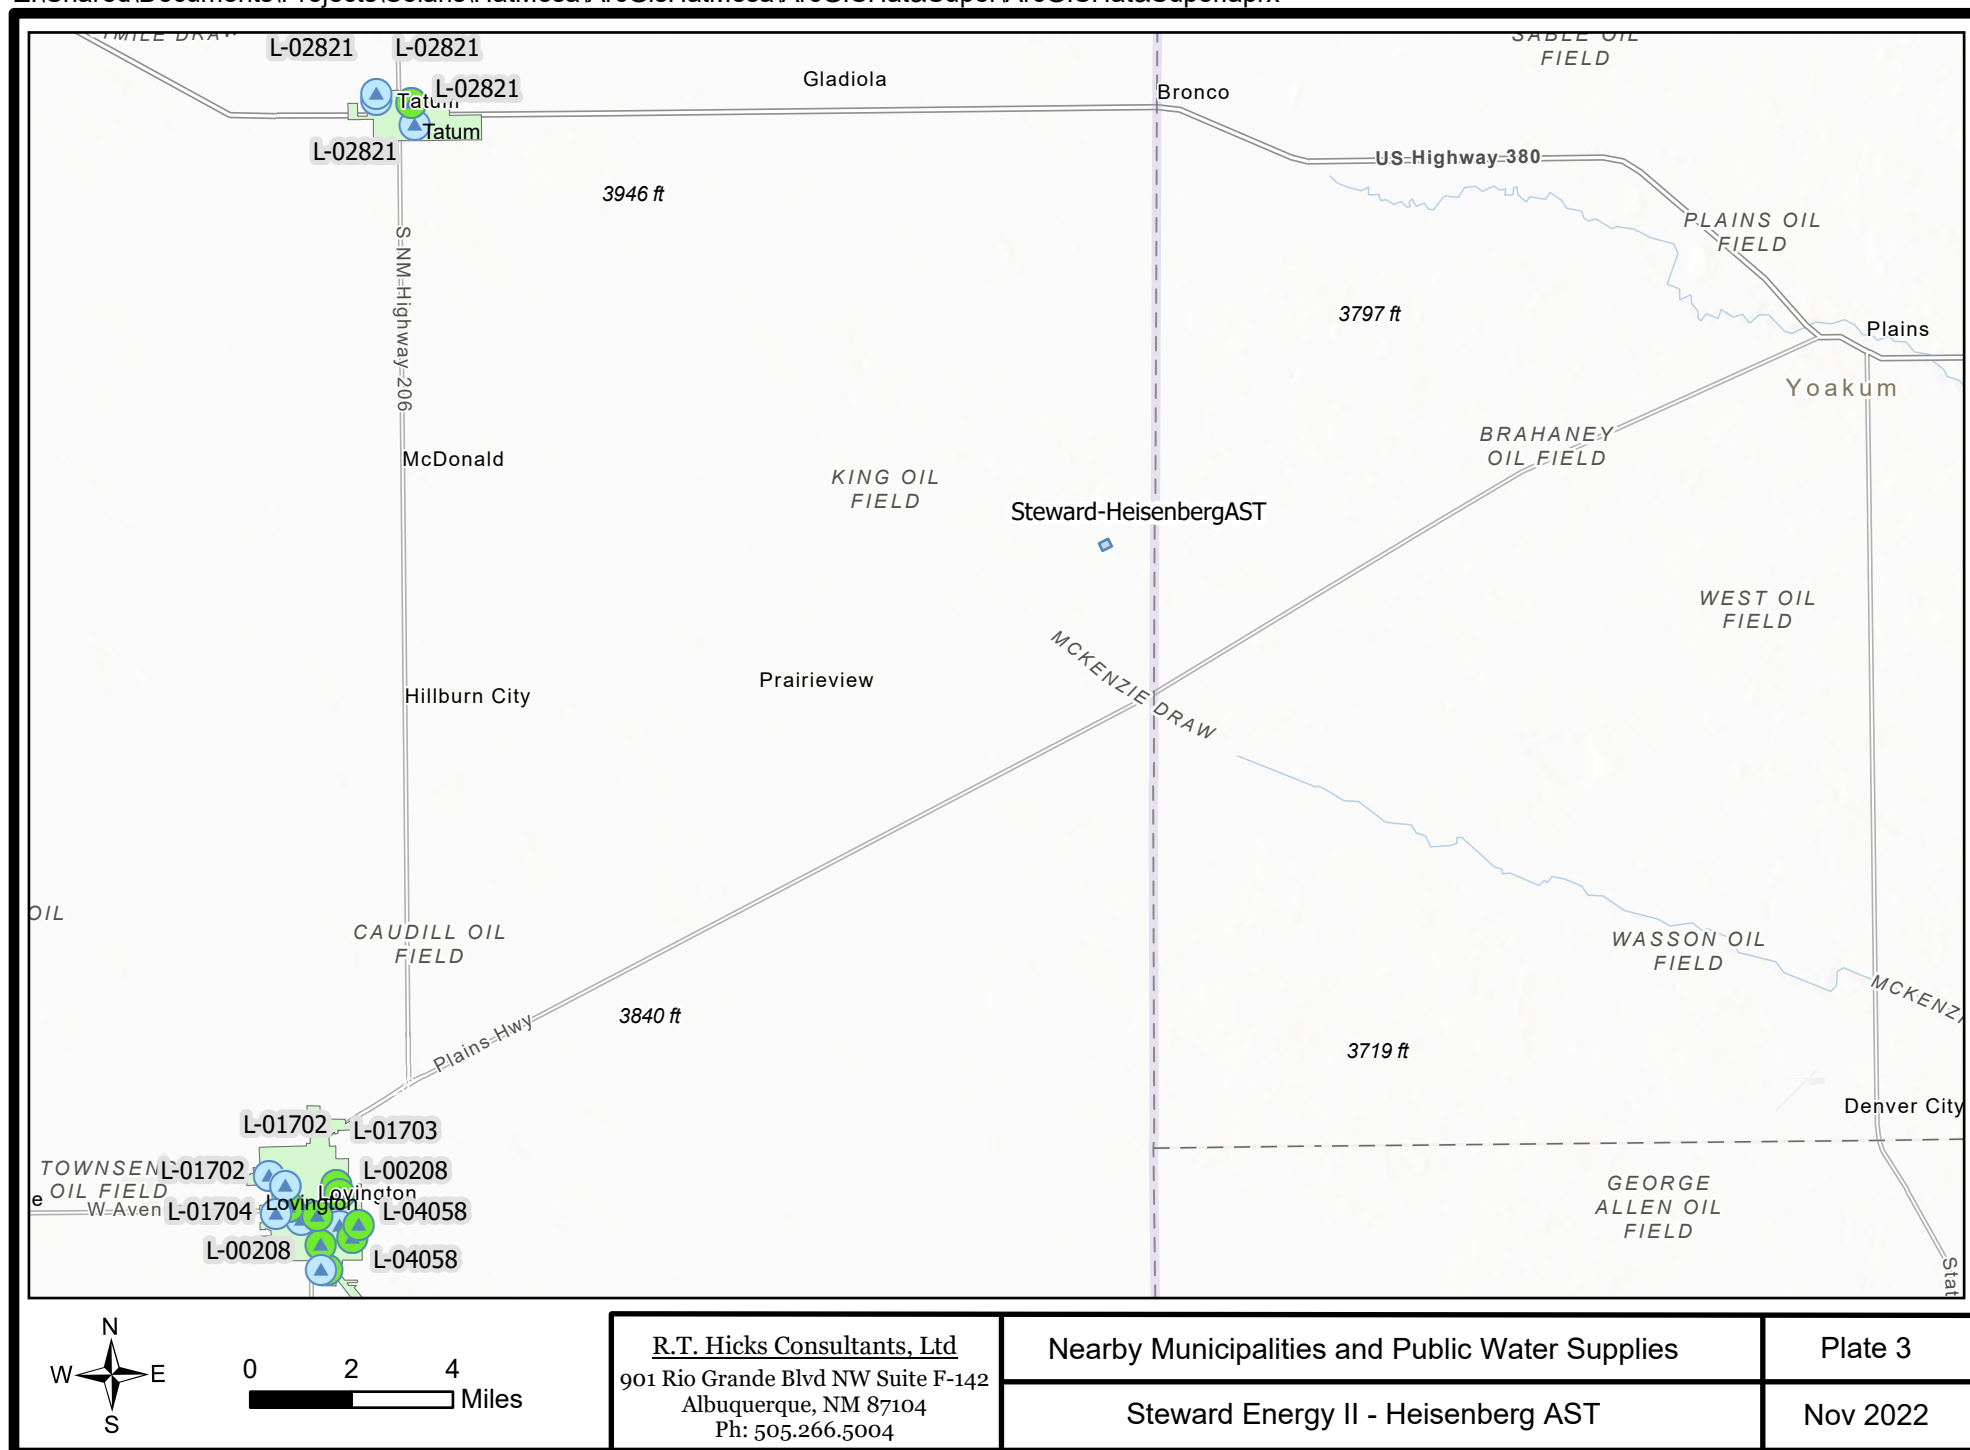 L-02821
L-02821
SABLE OIL
FIELD
L-02821
Gladiola
Bronco
Tatum
Tatum
L-02821
US Highway 380
3946 ft
PLAINS OIL
FIELD
S NM Highway 206
3797 ft
Plains
Yoakum
McDonald
BRAHANEY
OIL FIELD
KING OIL
FIELD
Steward-HeisenbergAST
WEST OIL
FIELD
MCKENZIE DRAW
Prairieview
Hillburn City
OIL
CAUDILL OIL
FIELD
WASSON OIL
FIELD
MCKENZI
3840 ft
Plains Hwy
3719 ft
Denver City
L-01702
L-01703
TOWNSEN
OIL FIELD
L-01702
L-00208
Lovington
Lovington
e
W Aven
L-01704
L-04058
GEORGE
ALLEN OIL
FIELD
L-00208
L-04058
Stat
N
W
E
S
0 2 4
Miles
R.T. Hicks Consultants, Ltd
901 Rio Grande Blvd NW Suite F-142
Albuquerque, NM 87104
Ph: 505.266.5004
Nearby Municipalities and Public Water Supplies
Plate 3
Steward Energy II - Heisenberg AST
Nov 2022